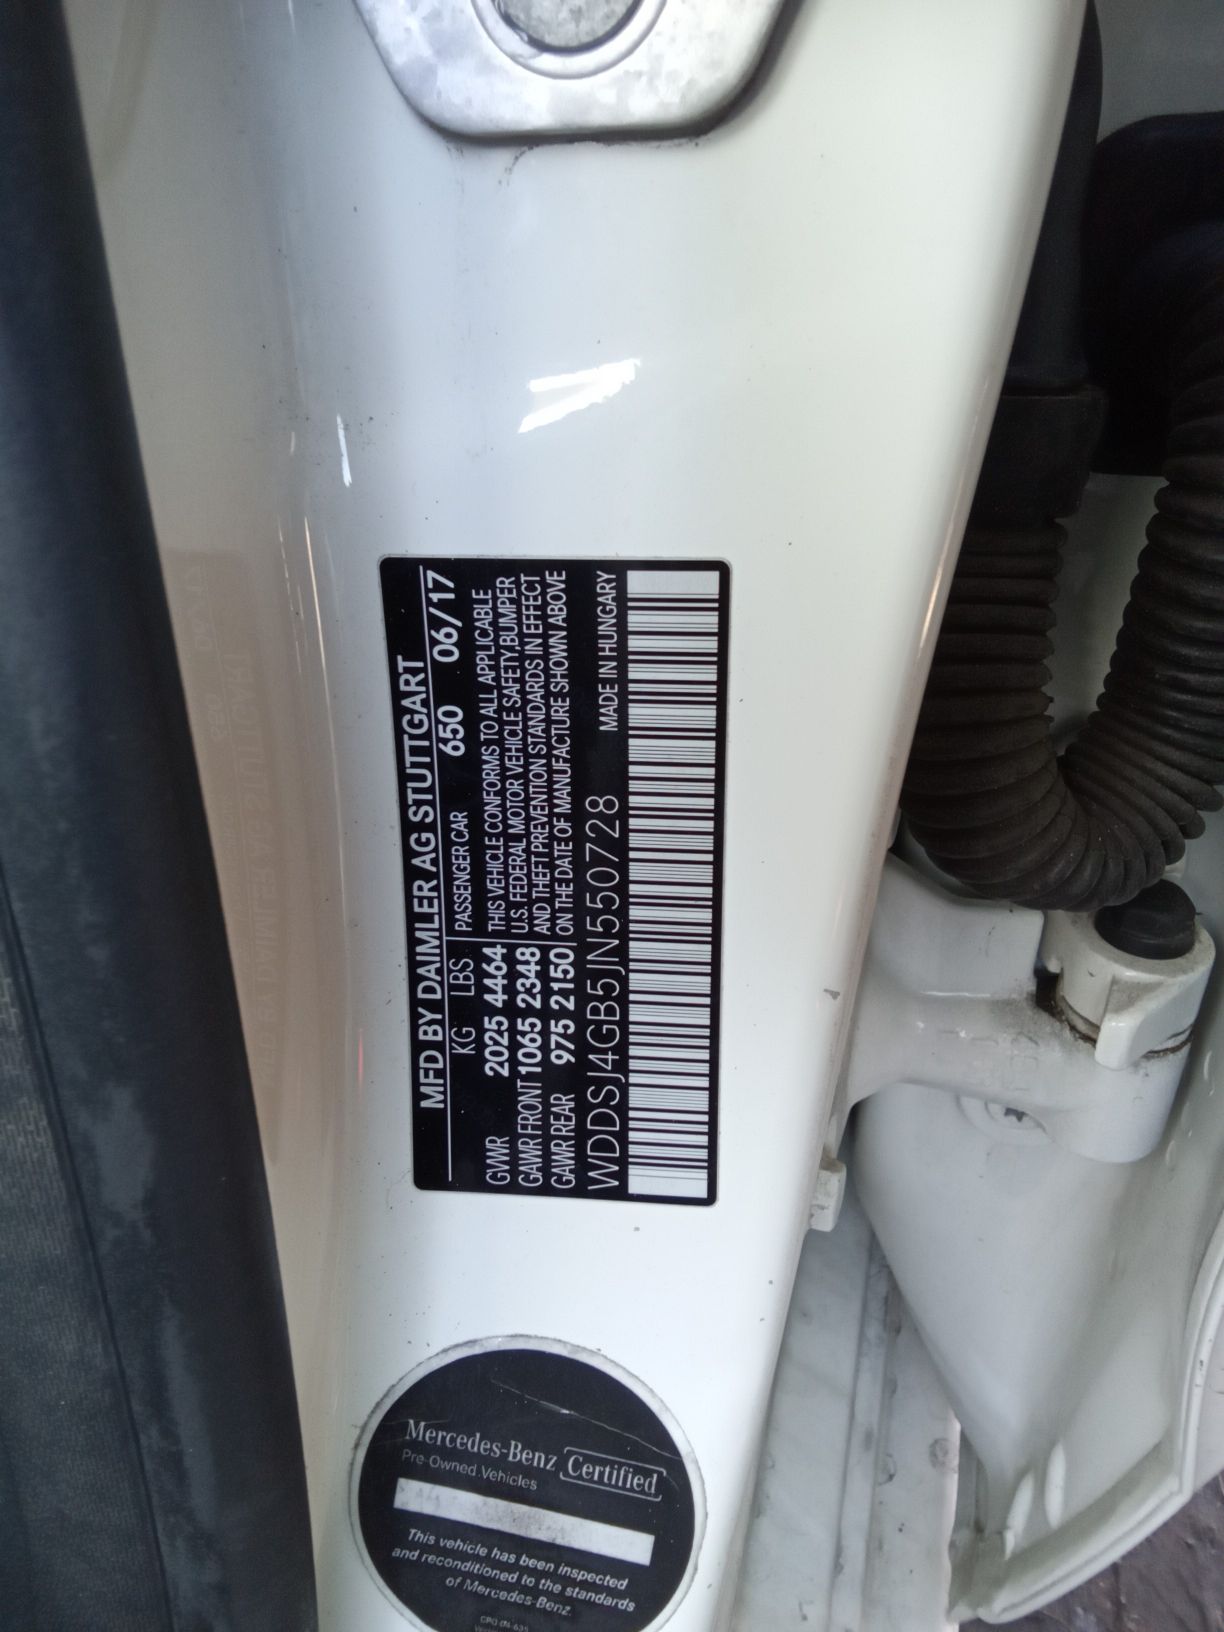 MFD BY DAIMLER AG STUTTGART
KG LBS PASSENGER CAR 650 06/17
GVWR 2025 4464 THIS VEHICLE CONFORMS TO ALL APPLICABLE
GAWR FRONT 1065 2348 U.S. FEDERAL MOTOR VEHICLE SAFETY, BUMPER
AND THEFT PREVENTION STANDARDS IN EFFECT
GAWR REAR 975 2150 ON THE DATE OF MANUFACTURE SHOWN ABOVE
WDDSJ4GB5JN550728 MADE IN HUNGARY
Mercedes-Benz Certified
Pre-Owned Vehicles
This vehicle has been inspected
and reconditioned to the standards
of Mercedes-Benz.